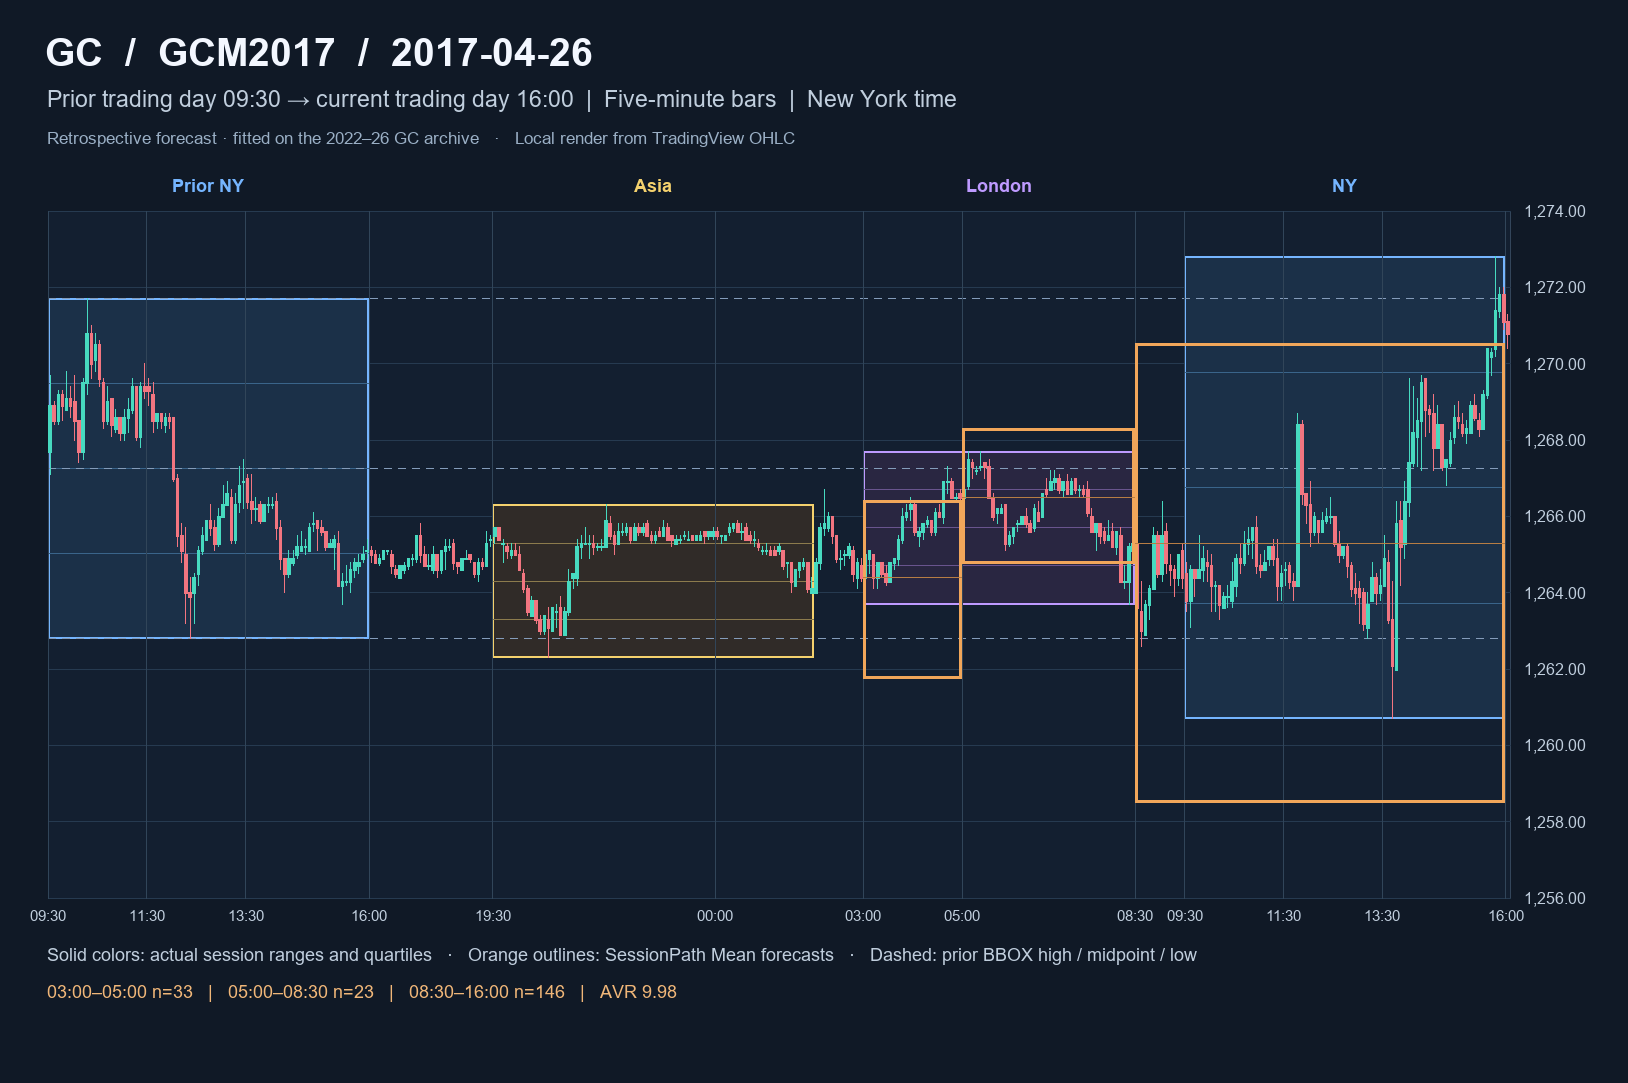 GC / GCM2017 / 2017-04-26
Prior trading day 09:30 → current trading day 16:00 | Five-minute bars | New York time
Retrospective forecast · fitted on the 2022–26 GC archive · Local render from TradingView OHLC
Prior NY Asia London NY
1,274.00
1,272.00
1,270.00
1,268.00
1,266.00
1,264.00
1,262.00
1,260.00
1,258.00
1,256.00
09:30 11:30 13:30 16:00 19:30 00:00 03:00 05:00 08:30 09:30 11:30 13:30 16:00
Solid colors: actual session ranges and quartiles · Orange outlines: SessionPath Mean forecasts · Dashed: prior BBOX high / midpoint / low
03:00–05:00 n=33 | 05:00–08:30 n=23 | 08:30–16:00 n=146 | AVR 9.98